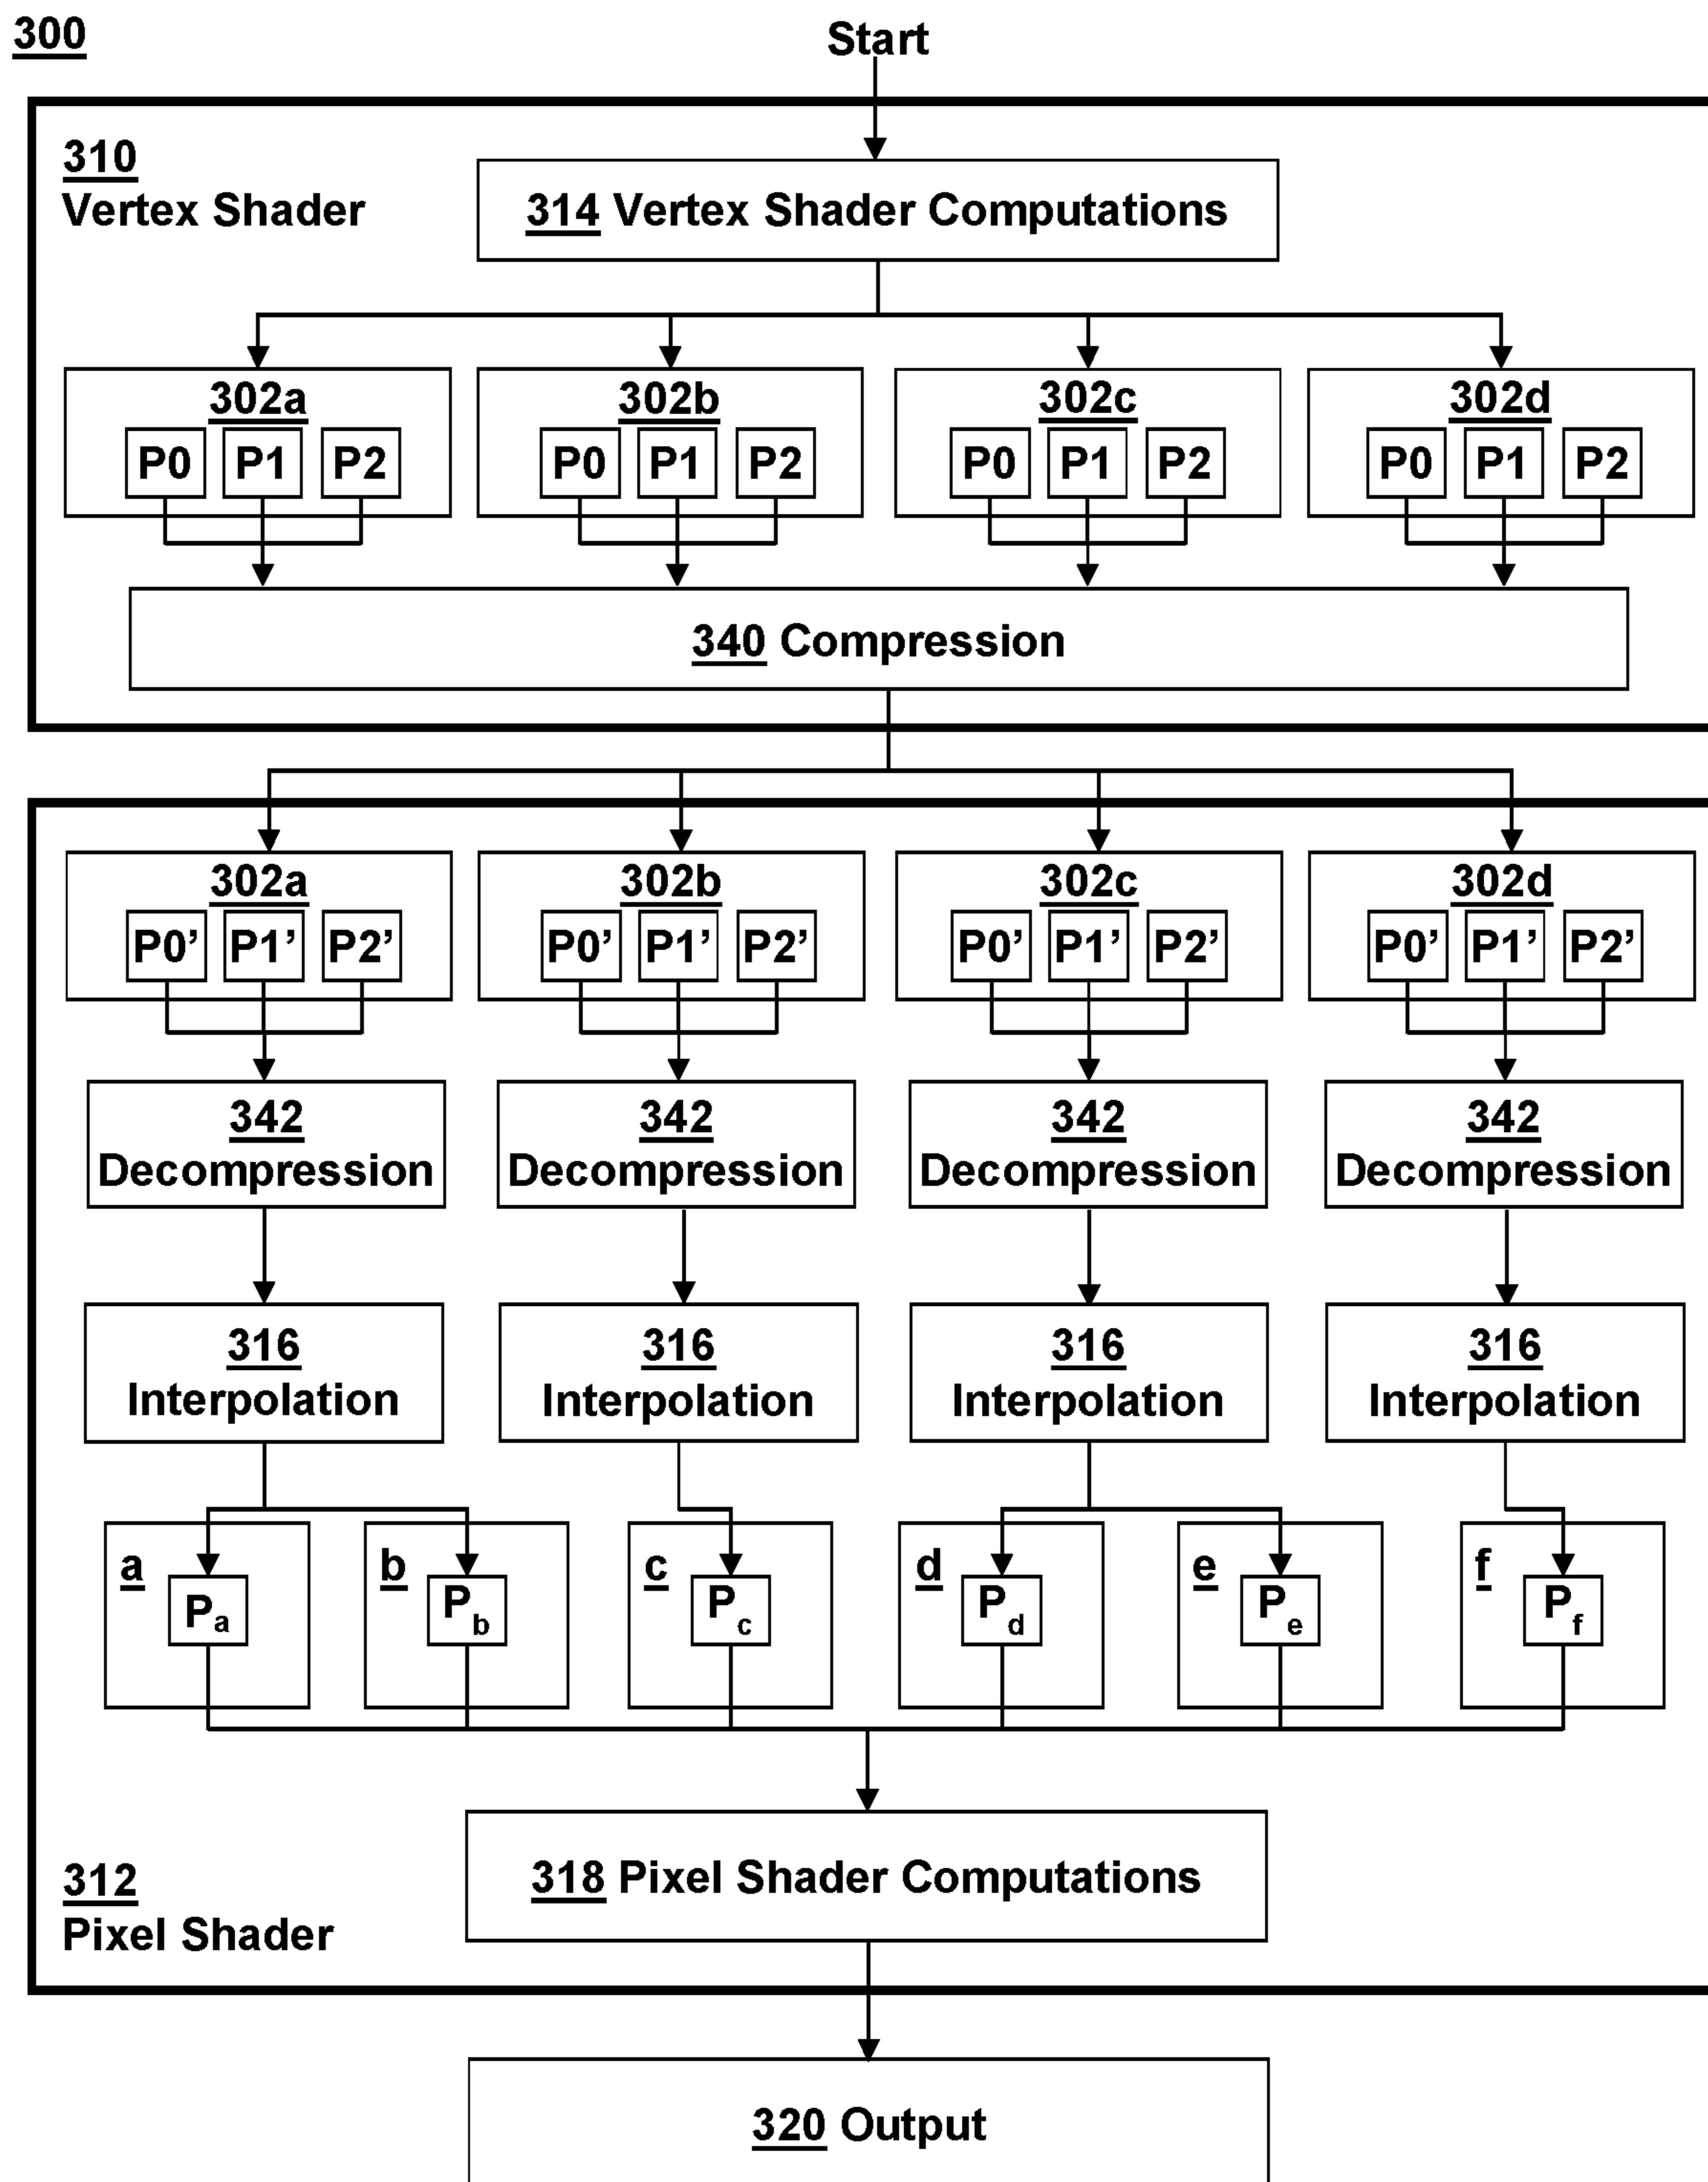 300
Start
310
Vertex Shader
314 Vertex Shader Computations
302a 302b 302c 302d
P0 P1 P2 P0 P1 P2 P0 P1 P2 P0 P1 P2
340 Compression
302a 302b 302c 302d
P0’ P1’ P2’ P0’ P1’ P2’ P0’ P1’ P2’ P0’ P1’ P2’
342 342 342 342
Decompression Decompression Decompression Decompression
316 316 316 316
Interpolation Interpolation Interpolation Interpolation
a b c d e f
Pa Pb Pc Pd Pe Pf
318 Pixel Shader Computations
312
Pixel Shader
320 Output